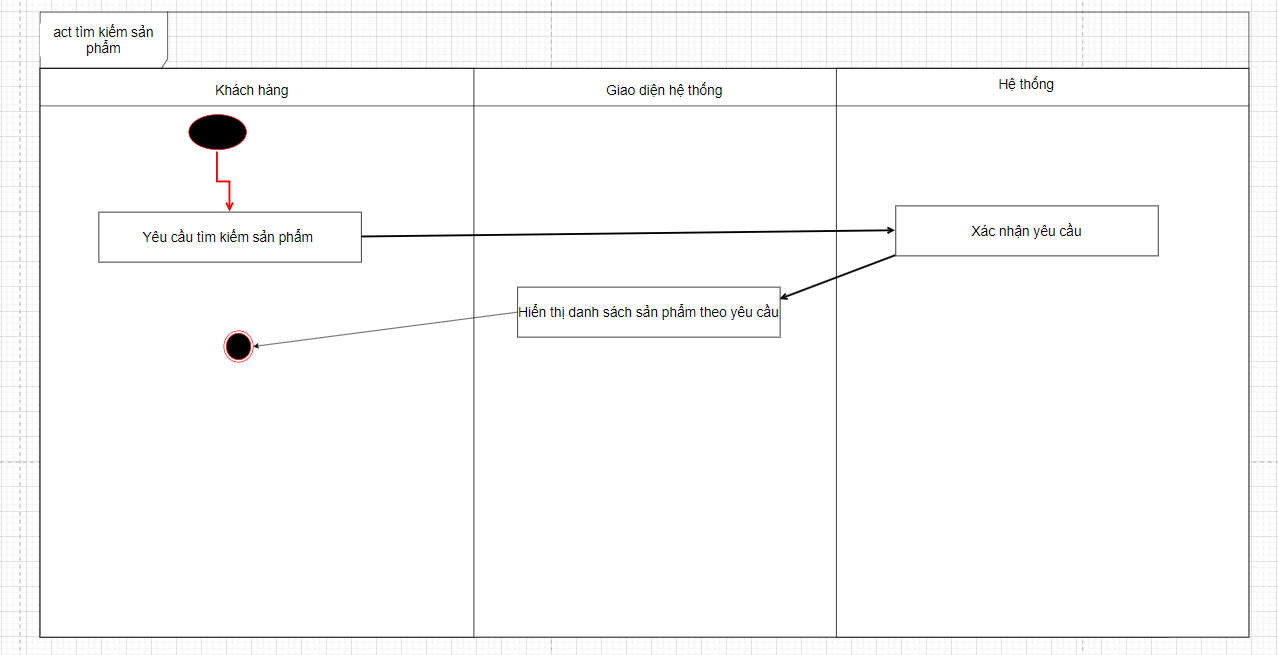 act tìm kiếm sản
phẩm
Khách hàng
Giao diện hệ thống
Hệ thống
Yêu cầu tìm kiếm sản phẩm
Xác nhận yêu cầu
Hiển thị danh sách sản phẩm theo yêu cầu